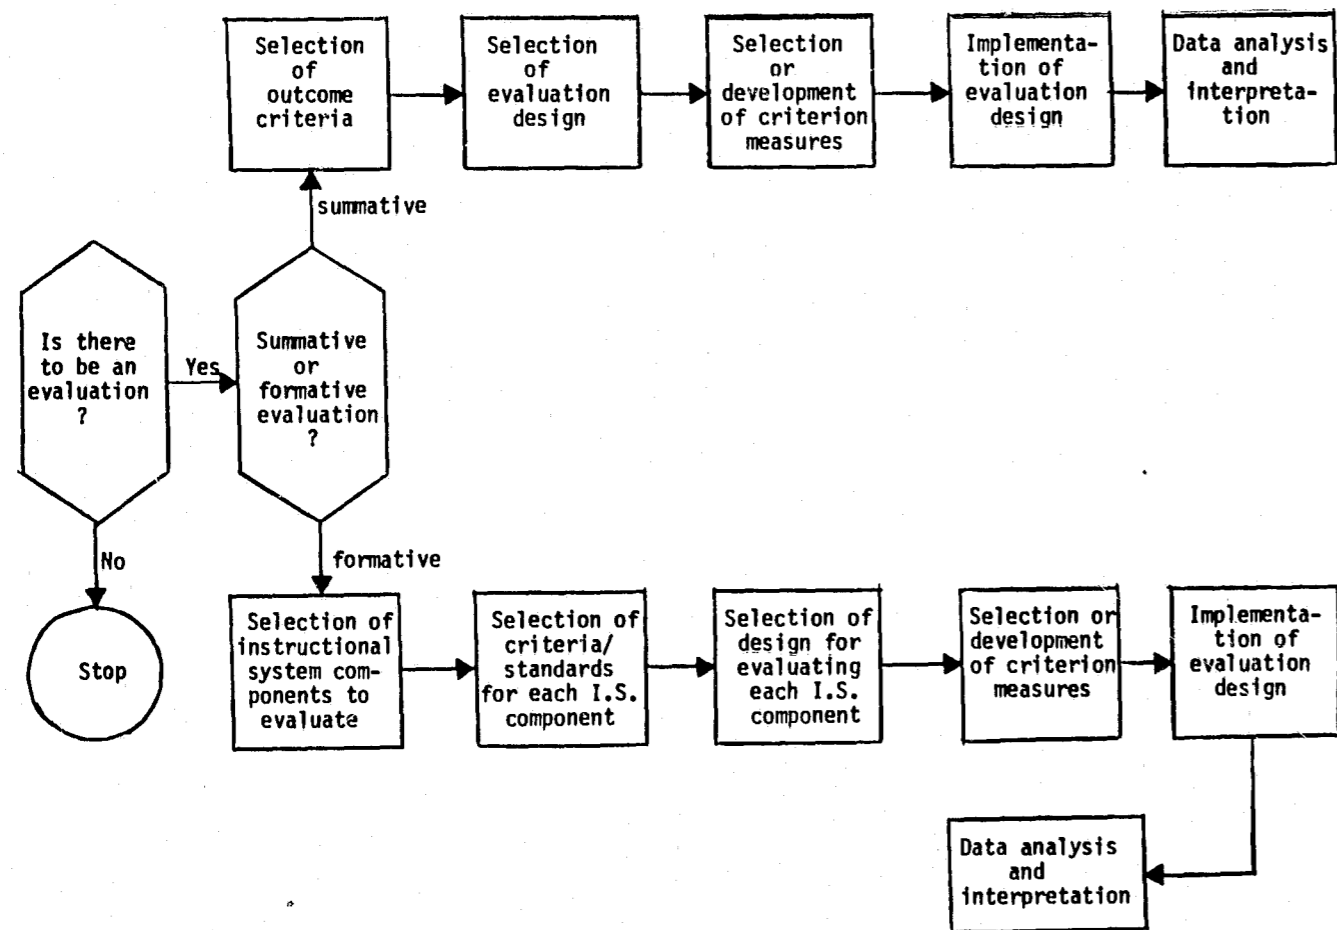 Selection
of
outcome
criteria
Selection
of
evaluation
design
Selection
or
development
of criterion
measures
Implementa-
tion of
evaluation
design
Data analysis
and
interpreta-
tion
summative
Is there
to be an
evaluation
?
Yes
Summative
or
formative
evaluation
?
No
formative
Stop
Selection of
instructional
system com-
ponents to
evaluate
Selection of
criteria/
standards
for each I.S.
component
Selection of
design for
evaluating
each I.S.
component
Selection or
development
of criterion
measures
Implementa-
tion of
evaluation
design
Data analysis
and
interpretation